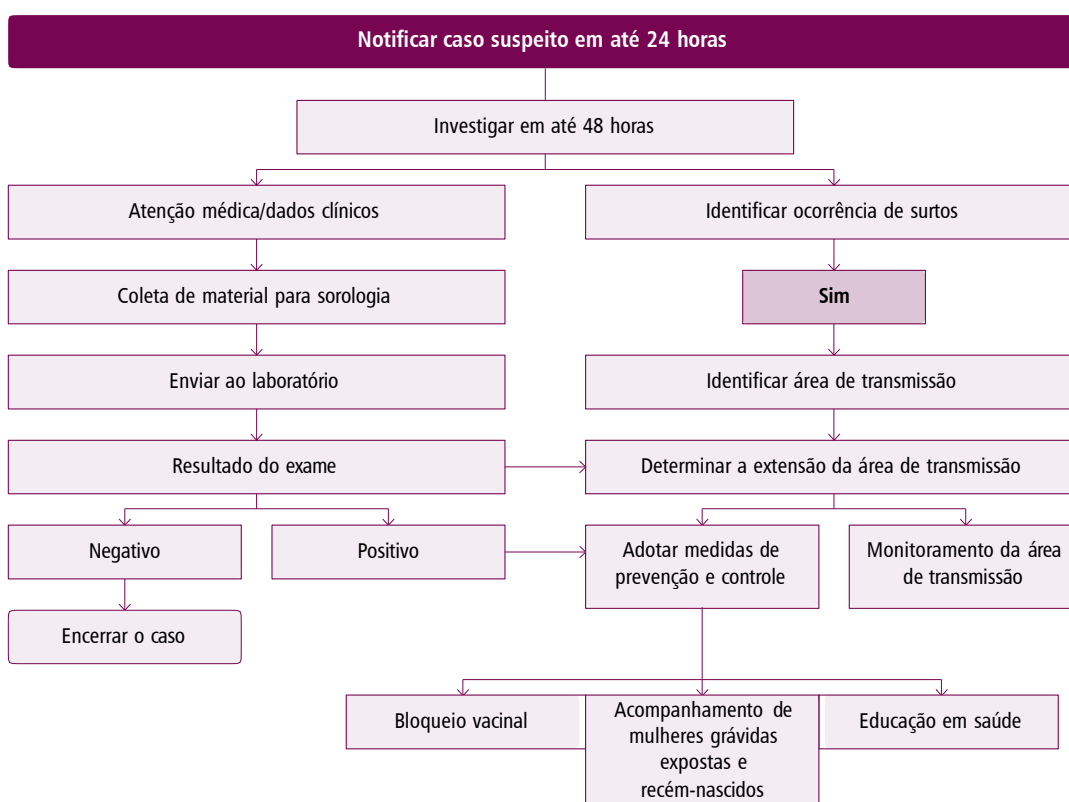 Notificar caso suspeito em até 24 horas
Investigar em até 48 horas
Atenção médica/dados clínicos
Identificar ocorrência de surtos
Coleta de material para sorologia
Sim
Enviar ao laboratório
Identificar área de transmissão
Resultado do exame
Determinar a extensão da área de transmissão
Negativo
Positivo
Adotar medidas de
prevenção e controle
Monitoramento da área
de transmissão
Encerrar o caso
Bloqueio vacinal
Acompanhamento de
mulheres grávidas
expostas e
recém-nascidos
Educação em saúde